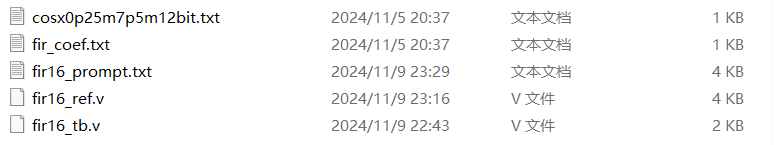 cosx0p25m7p5m12bit.txt 2024/11/5 20:37 文本文档 1 KB
fir_coef.txt 2024/11/5 20:37 文本文档 1 KB
fir16_prompt.txt 2024/11/9 23:29 文本文档 4 KB
fir16_ref.v 2024/11/9 23:16 V 文件 4 KB
fir16_tb.v 2024/11/9 22:43 V 文件 2 KB